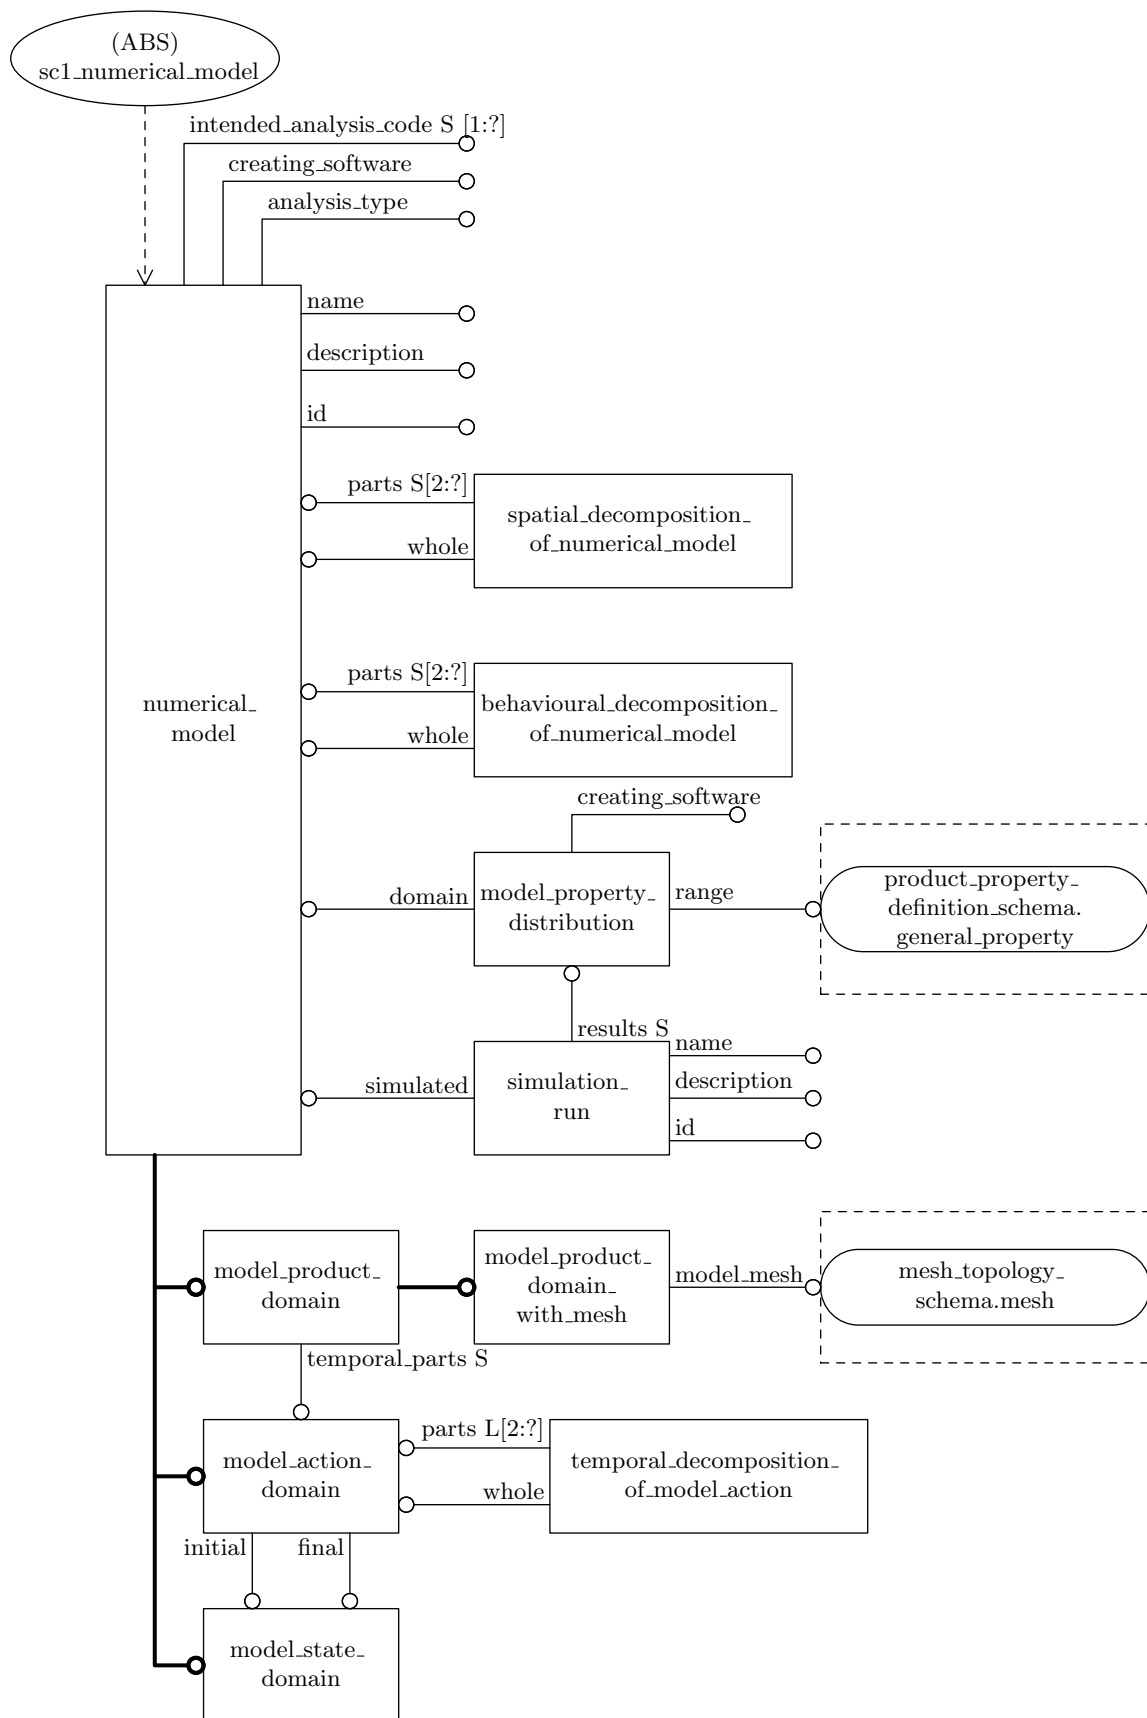 (ABS)
sc1_numerical_model
intended_analysis_code S [1:?]
creating_software
analysis_type
name
description
id
parts S[2:?]
spatial_decomposition_
of_numerical_model
whole
numerical_
model
parts S[2:?]
behavioural_decomposition_
of_numerical_model
whole
creating_software
domain
model_property_
distribution
range
product_property_
definition_schema.
general_property
results S
simulated
simulation_
run
name
description
id
model_product_
domain
model_product_
domain_
with_mesh
model_mesh
mesh_topology_
schema.mesh
temporal_parts S
model_action_
domain
parts L[2:?]
whole
temporal_decomposition_
of_model_action
initial
final
model_state_
domain